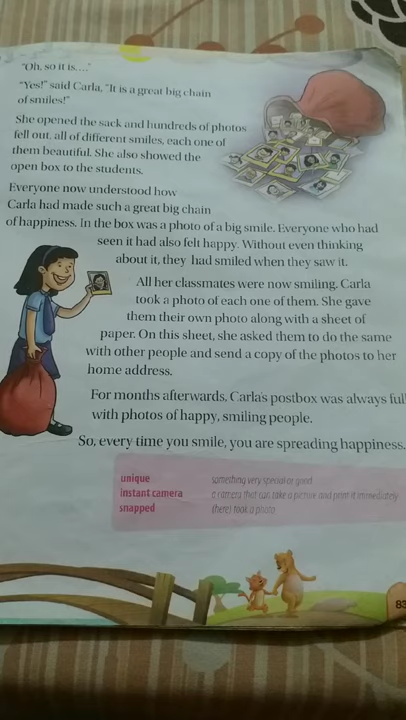 "Oh, so it is...."
"Yes!" said Carla, "It is a great big chain
of smiles!"
She opened the sack and hundreds of photos
fell out, all of different smiles, each one of
them beautiful. She also showed the
open box to the students.
Everyone now understood how
Carla had made such a great big chain
of happiness. In the box was a photo of a big smile. Everyone who had
seen it had also felt happy. Without even thinking
about it, they had smiled when they saw it.
All her classmates were now smiling. Carla
took a photo of each one of them. She gave
them their own photo along with a sheet of
paper. On this sheet, she asked them to do the same
with other people and send a copy of the photos to her
home address.
For months afterwards, Carla's postbox was always full
with photos of happy, smiling people.
So, every time you smile, you are spreading happiness.
unique something very special or good
instant camera a camera that can take a picture and print it immediately
snapped (here) took a photo
83